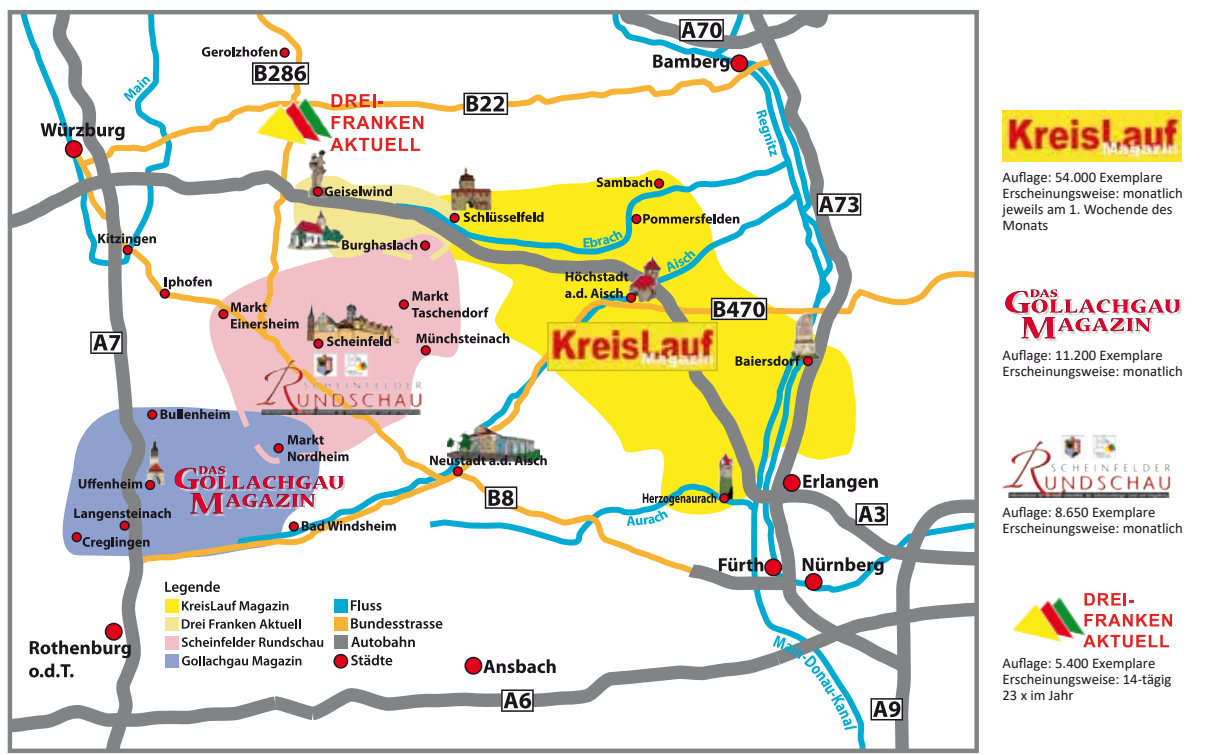 A70
Gerolzhofen
Bamberg
B286
Main
DREI-
FRANKEN
AKTUELL
B22
Regnitz
Würzburg
Geiselwind
Sambach
Schlüsselfeld
Pommersfelden
A73
Kitzingen
Burghaslach
Ebrach
Aisch
Iphofen
Höchstadt
a.d. Aisch
Markt
Einersheim
Markt
Taschendorf
B470
A7
Scheinfeld
Münchsteinach
KreisLauf
Magazin
Baiersdorf
SCHEINFELDER
RUNDSCHAU
Bullenheim
Markt
Nordheim
Neustadt a.d. Aisch
Uffenheim
DAS
GOLLACHGAU
MAGAZIN
B8
Herzogenaurach
Erlangen
Langensteinach
Creglingen
Bad Windsheim
Aurach
A3
Fürth
Nürnberg
Legende
KreisLauf Magazin
Drei Franken Aktuell
Scheinfelder Rundschau
Gollachgau Magazin
Fluss
Bundesstrasse
Autobahn
Städte
Rothenburg
o.d.T.
Ansbach
Main-Donau-Kanal
A6
A9
KreisLauf
Magazin
Auflage: 54.000 Exemplare
Erscheinungsweise: monatlich
jeweils am 1. Wochende des
Monats
DAS
GOLLACHGAU
MAGAZIN
Auflage: 11.200 Exemplare
Erscheinungsweise: monatlich
SCHEINFELDER
RUNDSCHAU
Auflage: 8.650 Exemplare
Erscheinungsweise: monatlich
DREI-
FRANKEN
AKTUELL
Auflage: 5.400 Exemplare
Erscheinungsweise: 14-tägig
23 x im Jahr